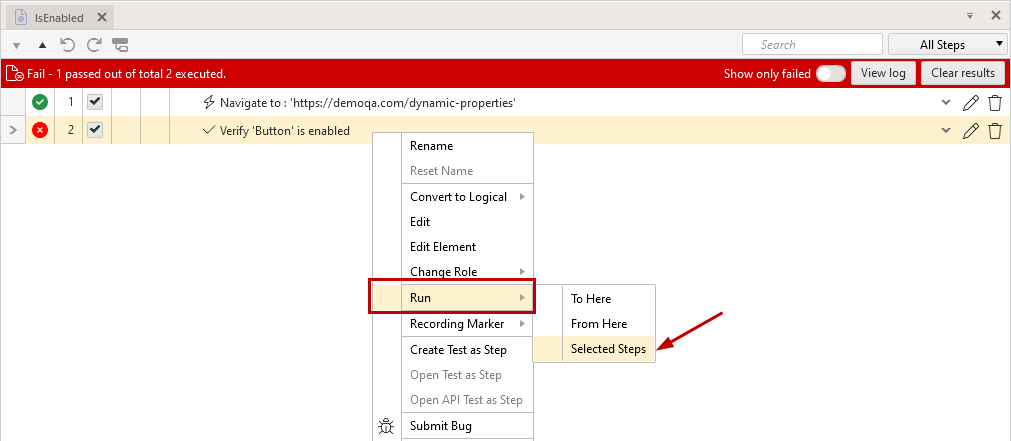 IsEnabled
Search
All Steps
Fail - 1 passed out of total 2 executed.
Show only failed
View log
Clear results
1
Navigate to : 'https://demoqa.com/dynamic-properties'
2
Verify 'Button' is enabled
Rename
Reset Name
Convert to Logical
Edit
Edit Element
Change Role
Run
Recording Marker
Create Test as Step
Open Test as Step
Open API Test as Step
Submit Bug
To Here
From Here
Selected Steps